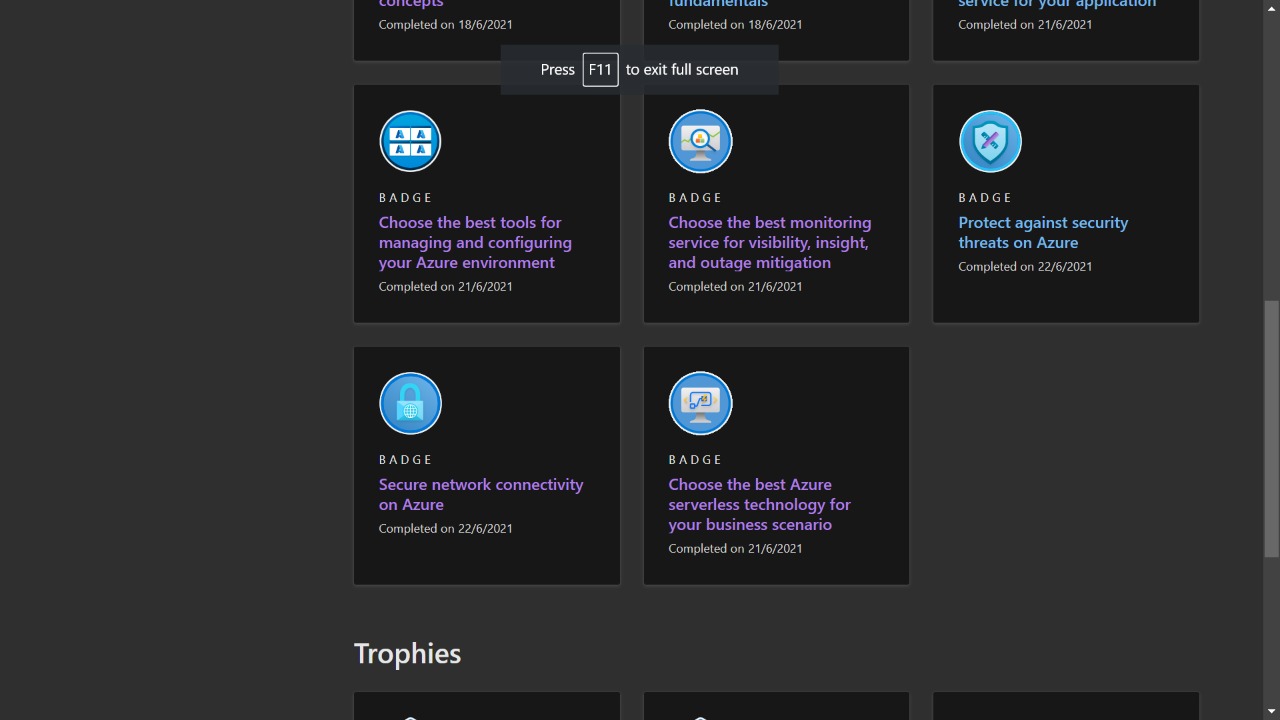 concepts
Completed on 18/6/2021
fundamentals
Completed on 18/6/2021
service for your application
Completed on 21/6/2021
Press F11 to exit full screen
BADGE
Choose the best tools for
managing and configuring
your Azure environment
Completed on 21/6/2021
BADGE
Choose the best monitoring
service for visibility, insight,
and outage mitigation
Completed on 21/6/2021
BADGE
Protect against security
threats on Azure
Completed on 22/6/2021
BADGE
Secure network connectivity
on Azure
Completed on 22/6/2021
BADGE
Choose the best Azure
serverless technology for
your business scenario
Completed on 21/6/2021
Trophies